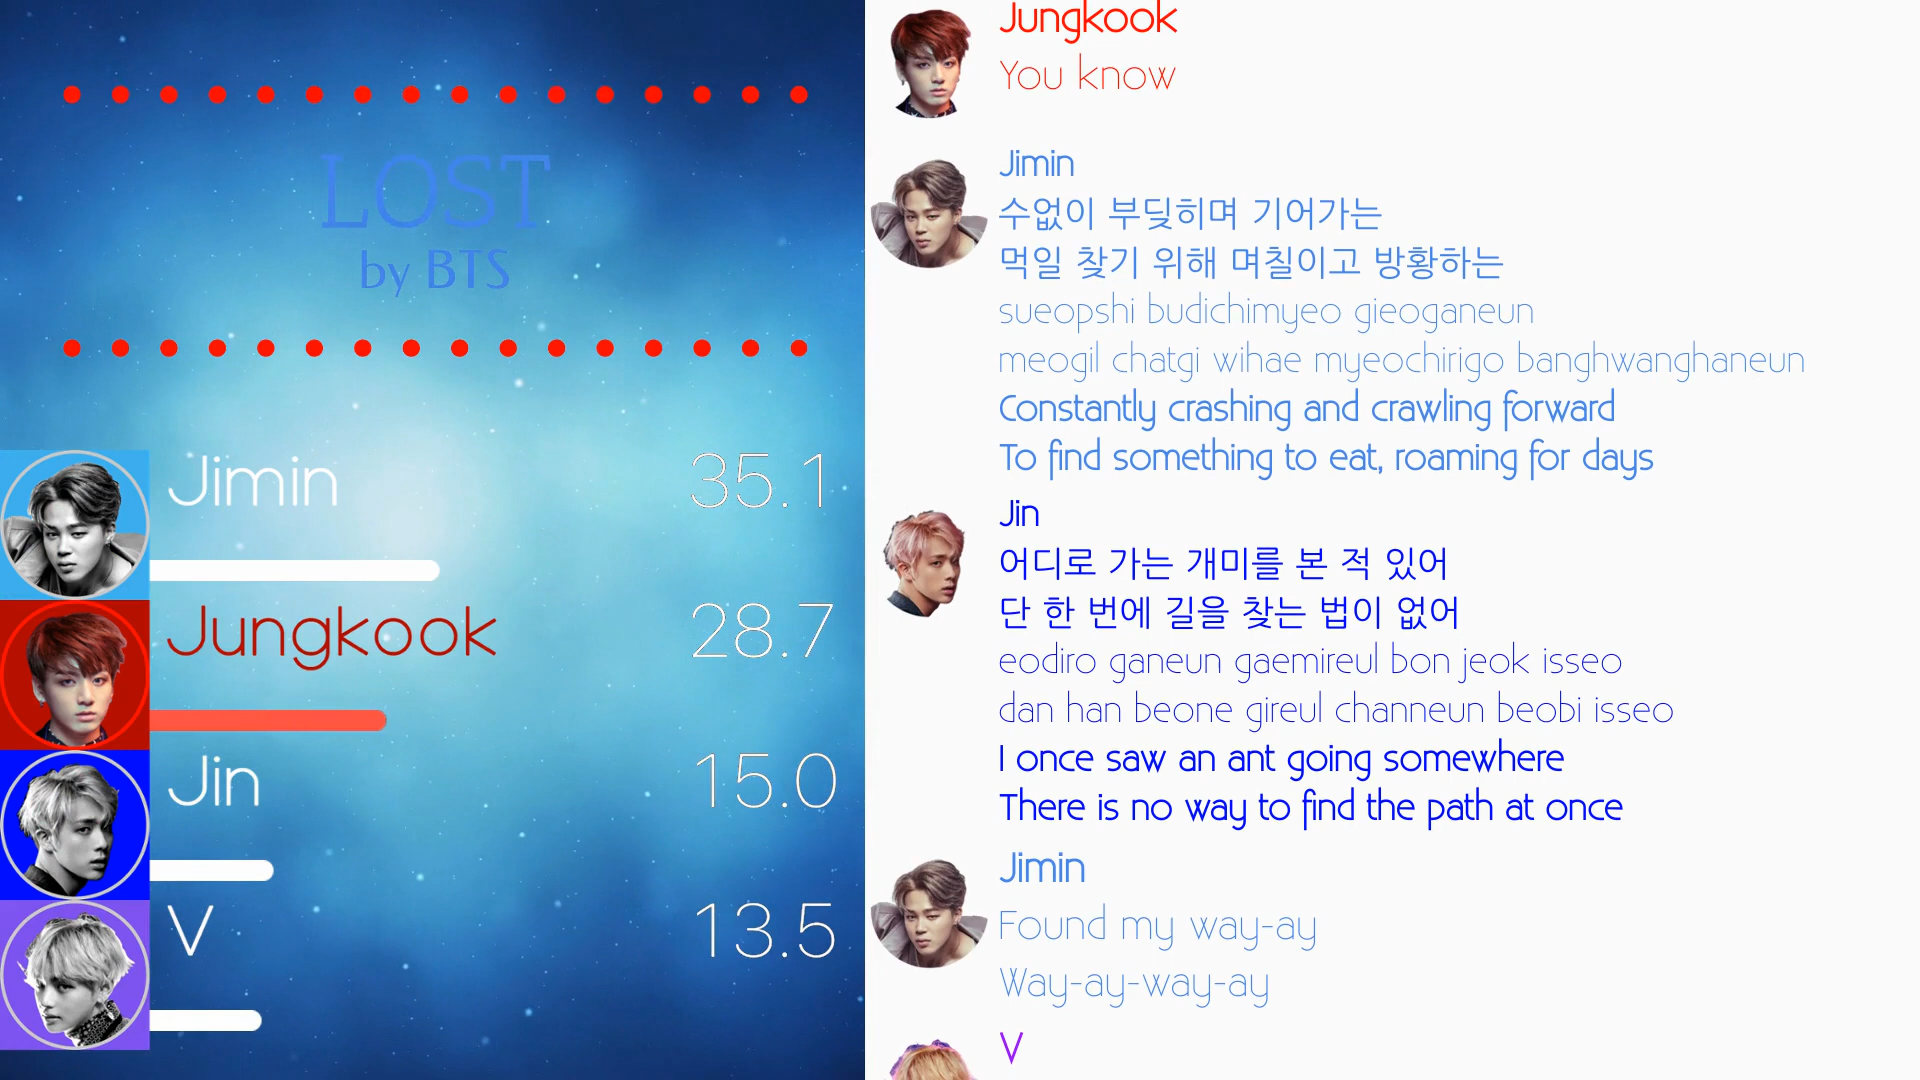 LOST
by BTS
Jimin
35.1
Jungkook
28.7
Jin
15.0
V
13.5
Jungkook
You know
Jimin
수없이 부딪히며 기어가는
먹일 찾기 위해 며칠이고 방황하는
sueopshi budichimyeo gieoganeun
meogil chatgi wihae myeochirigo banghwanghaneun
Constantly crashing and crawling forward
To find something to eat, roaming for days
Jin
어디로 가는 개미를 본 적 있어
단 한 번에 길을 찾는 법이 없어
eodiro ganeun gaemireul bon jeok isseo
dan han beone gireul channeun beobi isseo
I once saw an ant going somewhere
There is no way to find the path at once
Jimin
Found my way-ay
Way-ay-way-ay
V